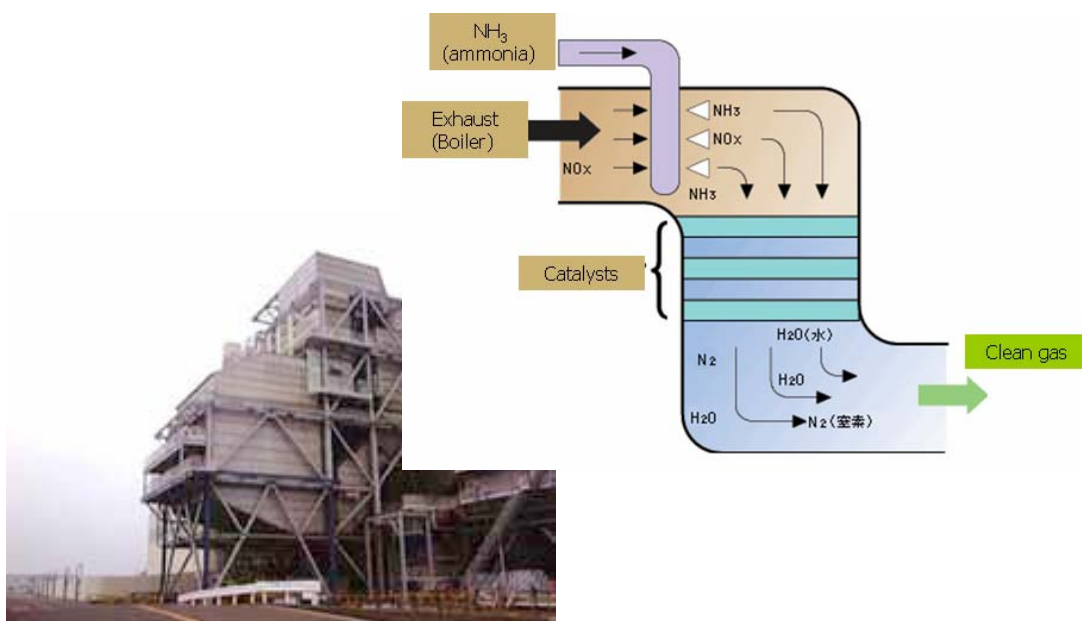 NH₃
(ammonia)
Exhaust
(Boiler)
NOx
NH₃
NOx
NH₃
Catalysts
H₂O(水)
N₂
H₂O
H₂O
N₂(窒素)
Clean gas